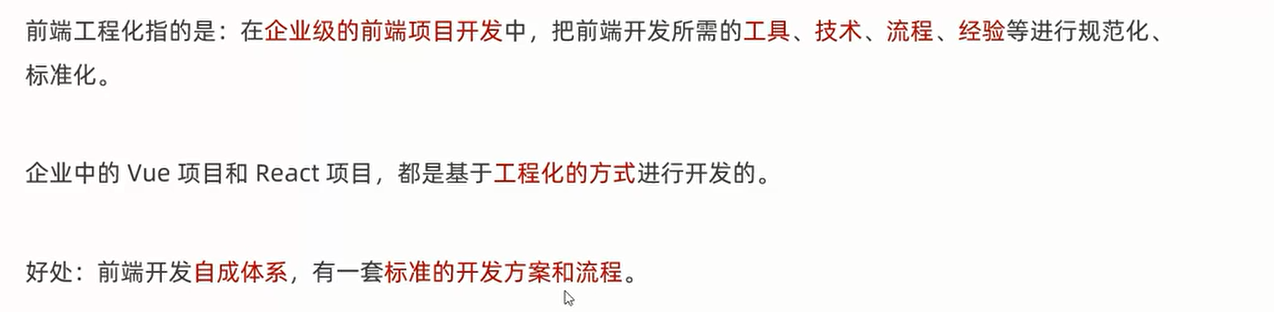 前端工程化指的是：在企业级的前端项目开发中，把前端开发所需的工具、技术、流程、经验等进行规范化、
标准化。
企业中的 Vue 项目和 React 项目，都是基于工程化的方式进行开发的。
好处：前端开发自成体系，有一套标准的开发方案和流程。